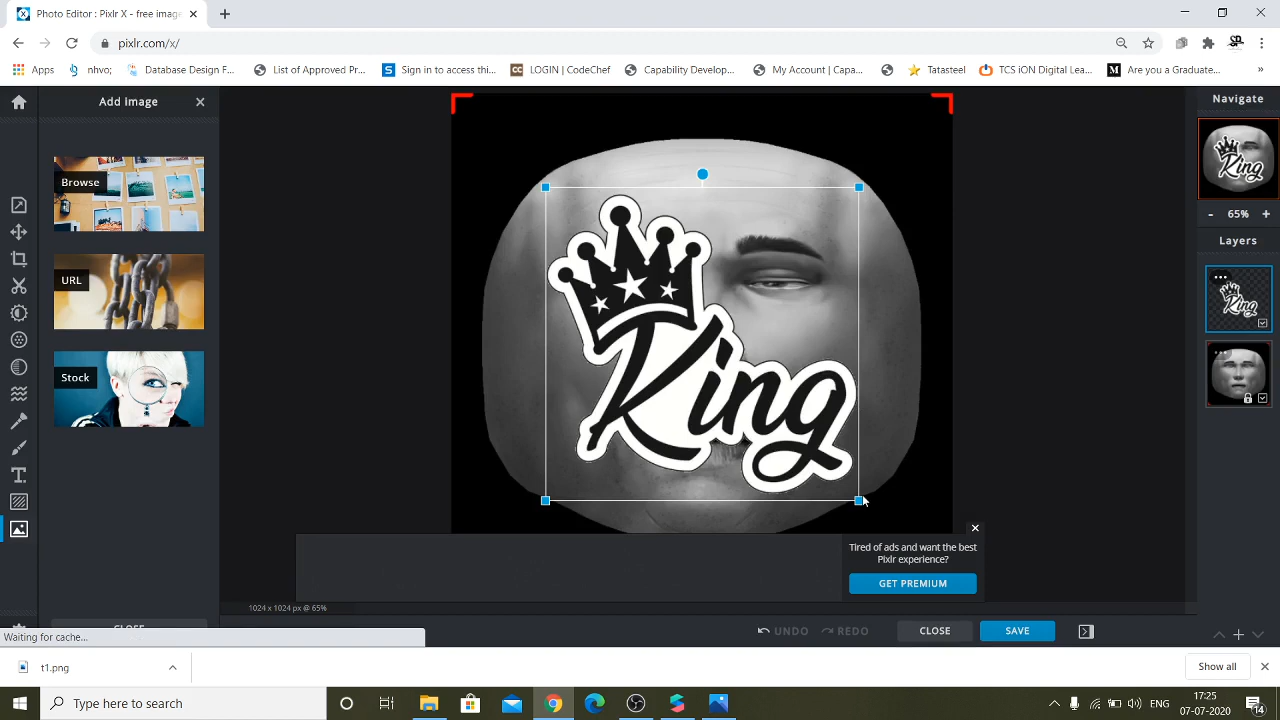 Photo Editor : Pixlr X - free ima
pixlr.com/x/
Apps
nhvo;
Database Design F...
List of Approved Pr...
Sign in to access thi...
LOGIN | CodeChef
Capability Develop...
My Account | Capa...
Tatasteel
TCS iON Digital Lea...
Are you a Graduate...
»
Add image
Navigate
Browse
URL
Stock
King
King
- 65% +
Layers
King
Tired of ads and want the best
Pixlr experience?
GET PREMIUM
1024 x 1024 px @ 65%
CLOSE
Waiting for cache...
UNDO
REDO
CLOSE
SAVE
t1.png
Show all
Type here to search
ENG
17:25
07-07-2020